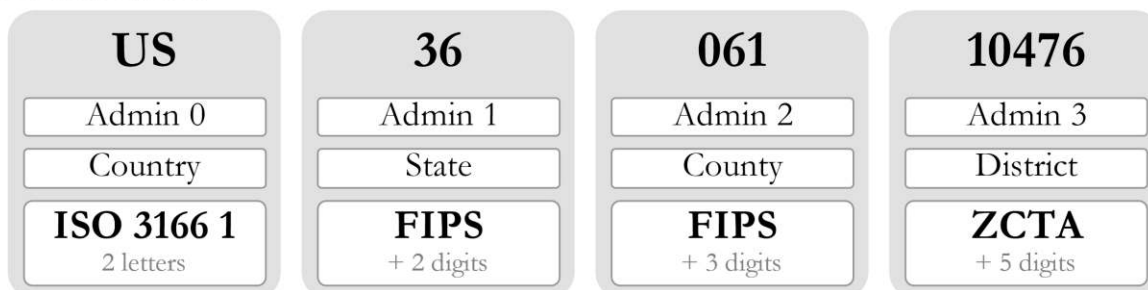 US
Admin 0
Country
ISO 3166 1
2 letters
36
Admin 1
State
FIPS
+ 2 digits
061
Admin 2
County
FIPS
+ 3 digits
10476
Admin 3
District
ZCTA
+ 5 digits